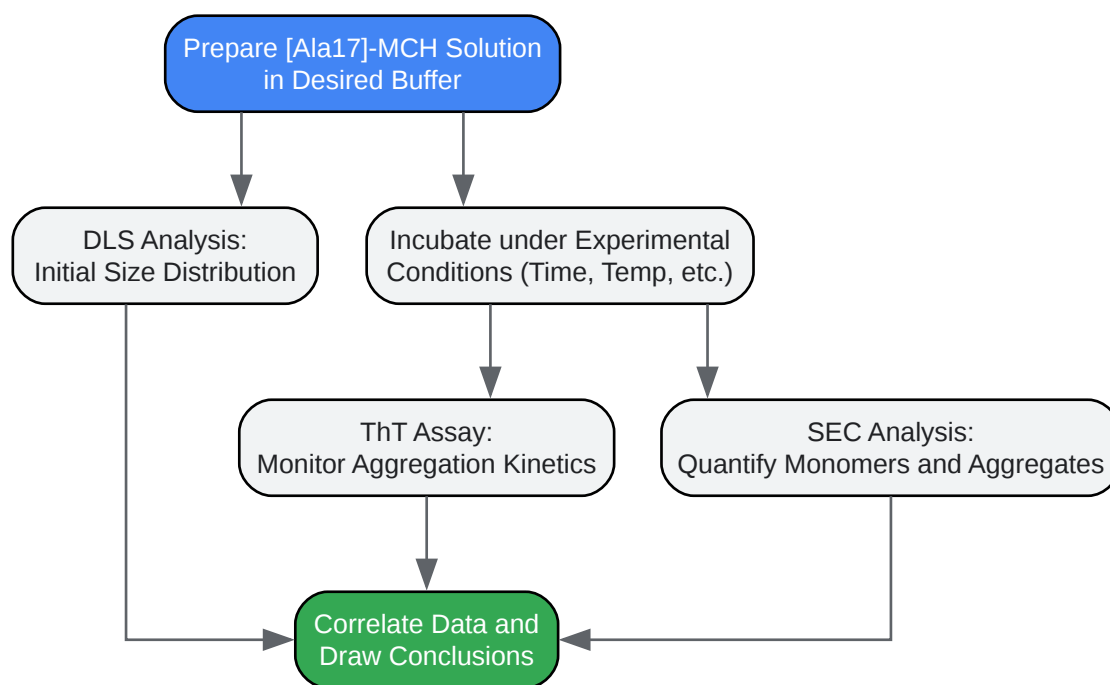 Prepare [Ala17]-MCH Solution
in Desired Buffer
DLS Analysis:
Initial Size Distribution
Incubate under Experimental
Conditions (Time, Temp, etc.)
ThT Assay:
Monitor Aggregation Kinetics
SEC Analysis:
Quantify Monomers and Aggregates
Correlate Data and
Draw Conclusions